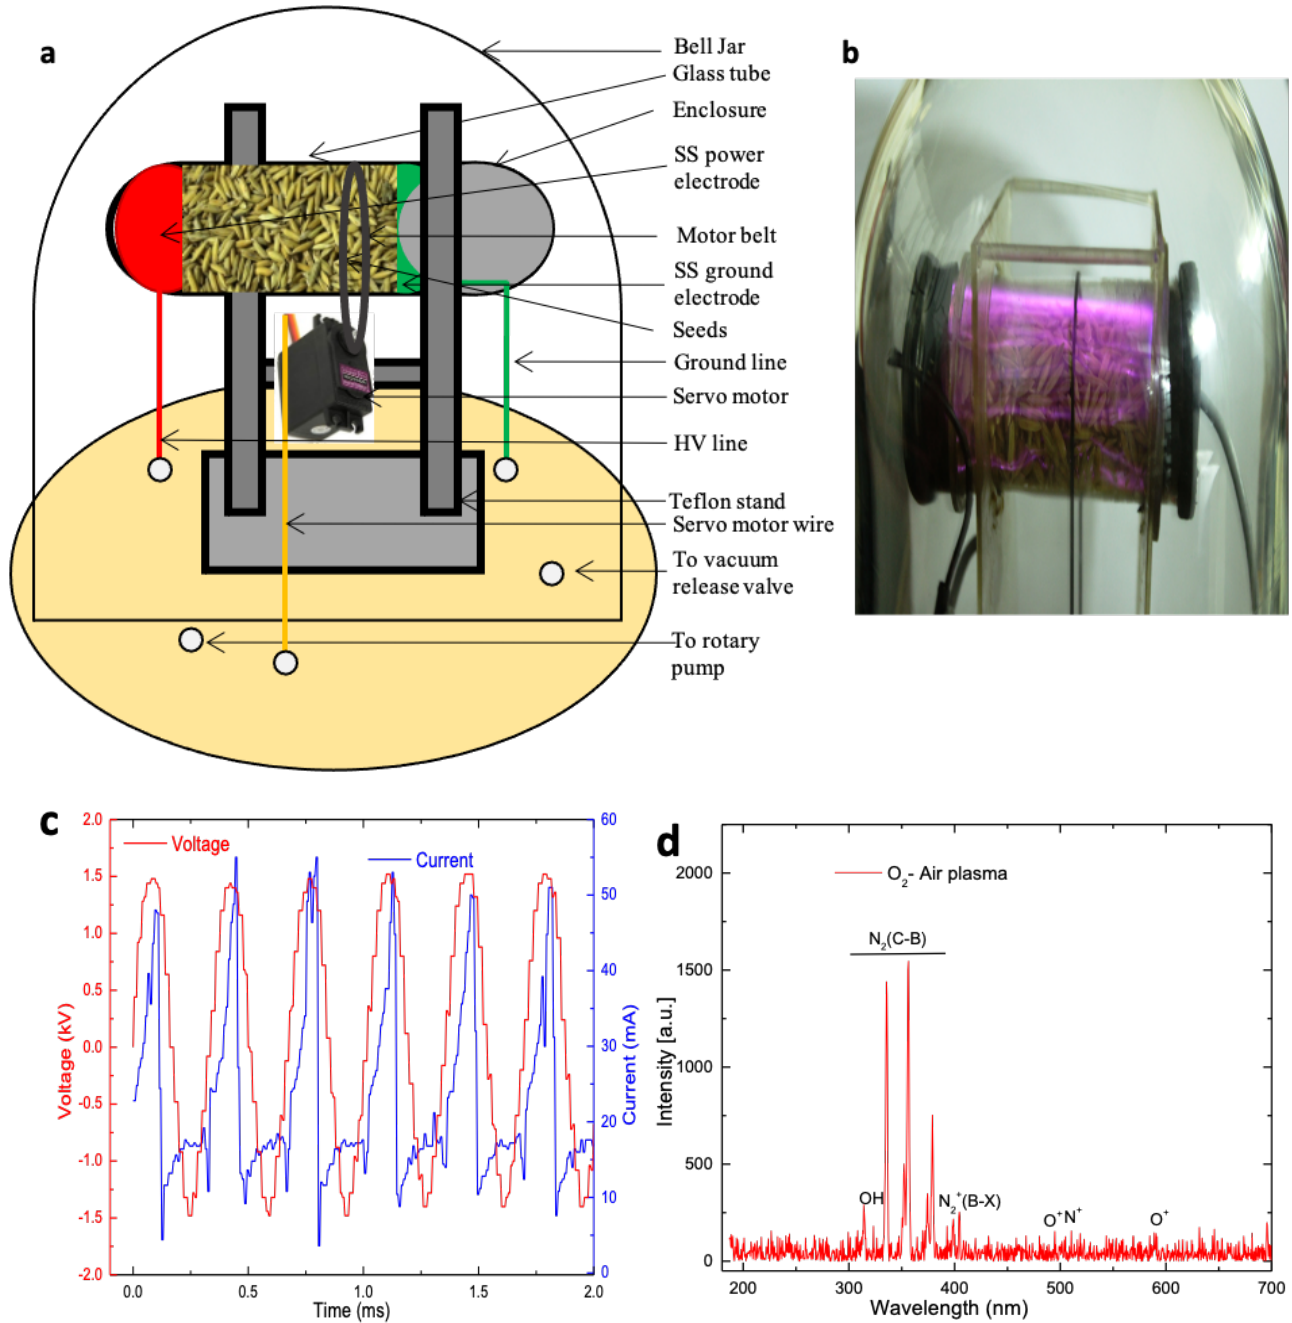 a
Bell Jar
Glass tube
Enclosure
SS power
electrode
Motor belt
SS ground
electrode
Seeds
Ground line
Servo motor
HV line
Teflon stand
Servo motor wire
To vacuum
release valve
To rotary
pump
b
c
Voltage
Current
2.0
1.5
1.0
0.5
0.0
-0.5
-1.0
-1.5
-2.0
Voltage (kV)
60
50
40
30
20
10
0
Current (mA)
0.0
0.5
1.0
1.5
2.0
Time (ms)
d
O₂- Air plasma
N₂(C-B)
OH
N₂⁺(B-X)
O⁺N⁺
O⁺
2000
1500
1000
500
0
Intensity [a.u.]
200
300
400
500
600
700
Wavelength (nm)